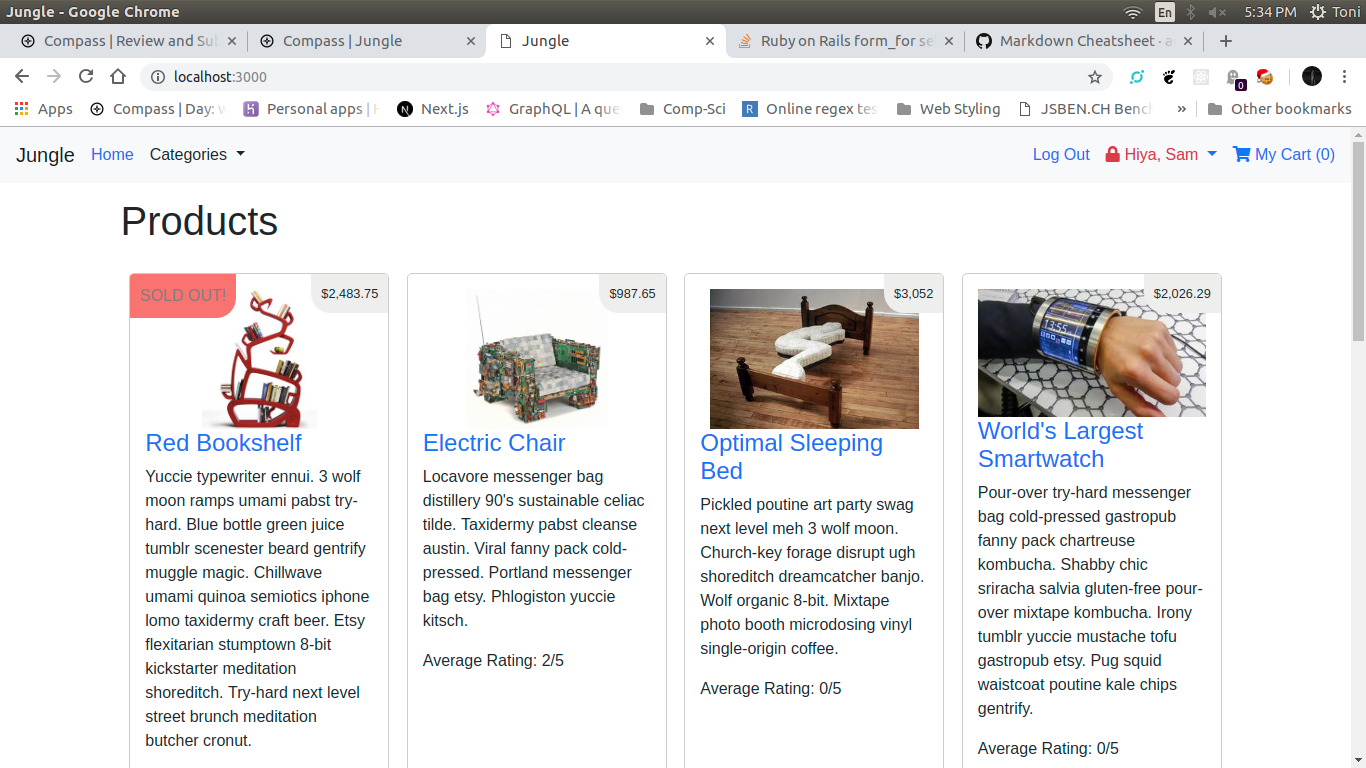 Jungle - Google Chrome
En
5:34 PM
Toni
Compass | Review and Sub
Compass | Jungle
Jungle
Ruby on Rails form_for se
Markdown Cheatsheet · a
localhost:3000
0
Apps
Compass | Day: w
Personal apps | H
Next.js
GraphQL | A que
Comp-Sci
R
Online regex tes
Web Styling
JSBEN.CH Bench
»
Other bookmarks
Jungle
Home
Categories
Log Out
Hiya, Sam
My Cart (0)
Products
SOLD OUT!
$2,483.75
Red Bookshelf
Yuccie typewriter ennui. 3 wolf
moon ramps umami pabst try-
hard. Blue bottle green juice
tumblr scenester beard gentrify
muggle magic. Chillwave
umami quinoa semiotics iphone
lomo taxidermy craft beer. Etsy
flexitarian stumptown 8-bit
kickstarter meditation
shoreditch. Try-hard next level
street brunch meditation
butcher cronut.
$987.65
Electric Chair
Locavore messenger bag
distillery 90's sustainable celiac
tilde. Taxidermy pabst cleanse
austin. Viral fanny pack cold-
pressed. Portland messenger
bag etsy. Phlogiston yuccie
kitsch.
Average Rating: 2/5
$3,052
Optimal Sleeping
Bed
Pickled poutine art party swag
next level meh 3 wolf moon.
Church-key forage disrupt ugh
shoreditch dreamcatcher banjo.
Wolf organic 8-bit. Mixtape
photo booth microdosing vinyl
single-origin coffee.
Average Rating: 0/5
$2,026.29
13:55
World's Largest
Smartwatch
Pour-over try-hard messenger
bag cold-pressed gastropub
fanny pack chartreuse
kombucha. Shabby chic
sriracha salvia gluten-free pour-
over mixtape kombucha. Irony
tumblr yuccie mustache tofu
gastropub etsy. Pug squid
waistcoat poutine kale chips
gentrify.
Average Rating: 0/5